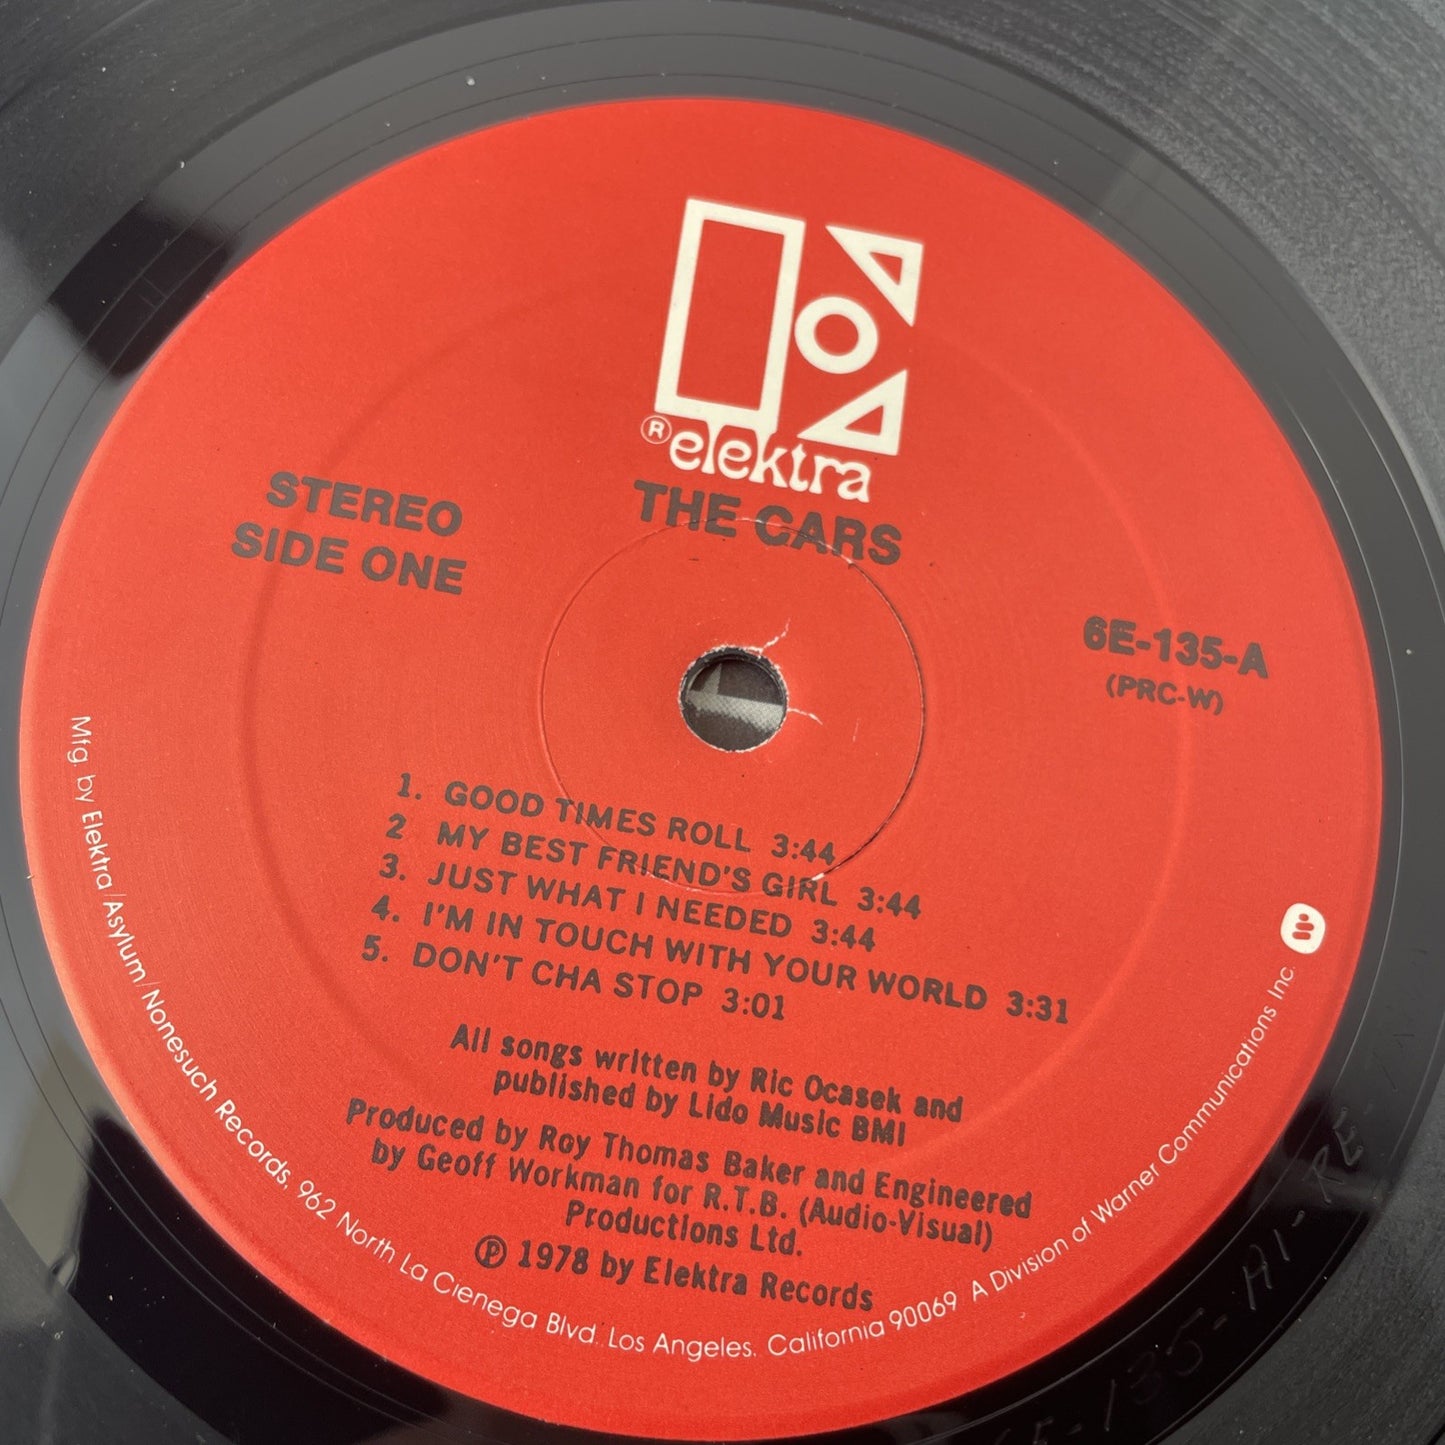 ® elektra
THE CARS
STEREO
SIDE ONE
6E-135-A
(PRC-W)
1. GOOD TIMES ROLL 3:44
2 MY BEST FRIEND'S GIRL 3:44
3. JUST WHAT I NEEDED 3:44
4. I'M IN TOUCH WITH YOUR WORLD 3:31
5. DON'T CHA STOP 3:01
All songs written by Ric Ocasek and
published by Lido Music BMI
Produced by Roy Thomas Baker and Engineered
by Geoff Workman for R.T.B. (Audio-Visual)
Productions Ltd.
℗ 1978 by Elektra Records
Mfg. by Elektra/Asylum/Nonesuch Records, 962 North La Cienega Blvd., Los Angeles, California 90069 A Division of Warner Communications Inc.